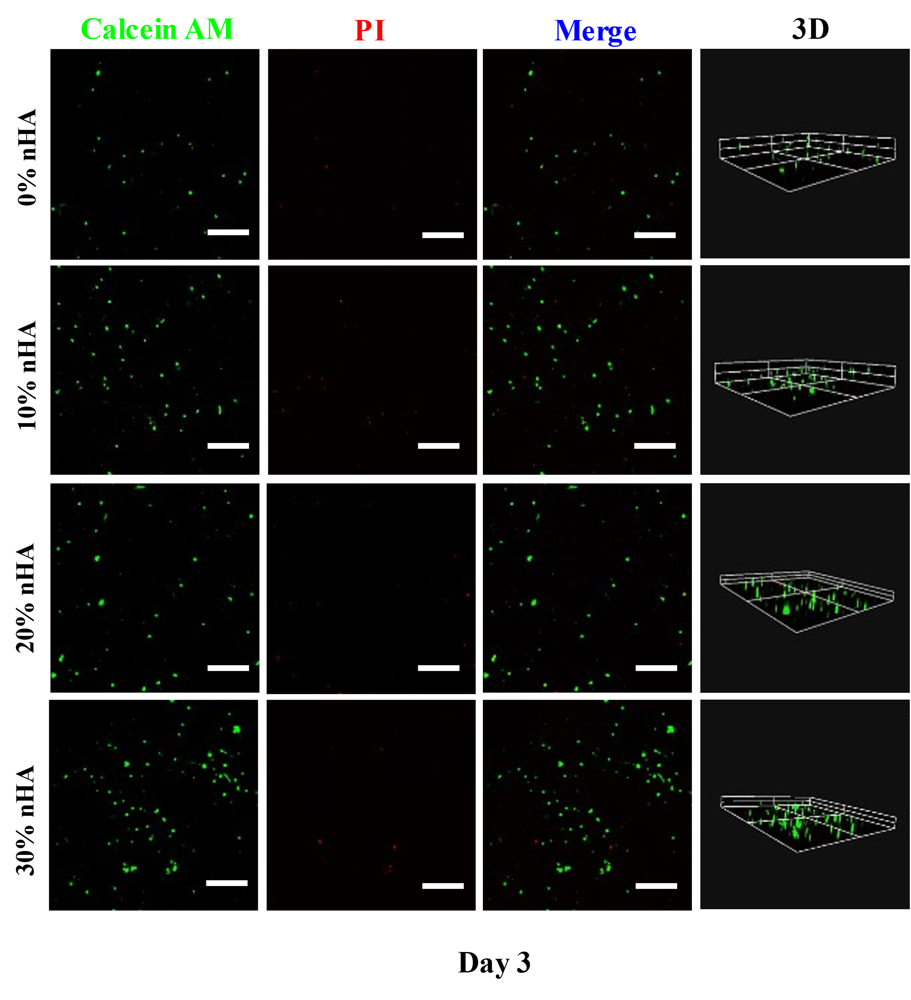 Calcein AM PI Merge 3D
0% nHA
10% nHA
20% nHA
30% nHA
Day 3